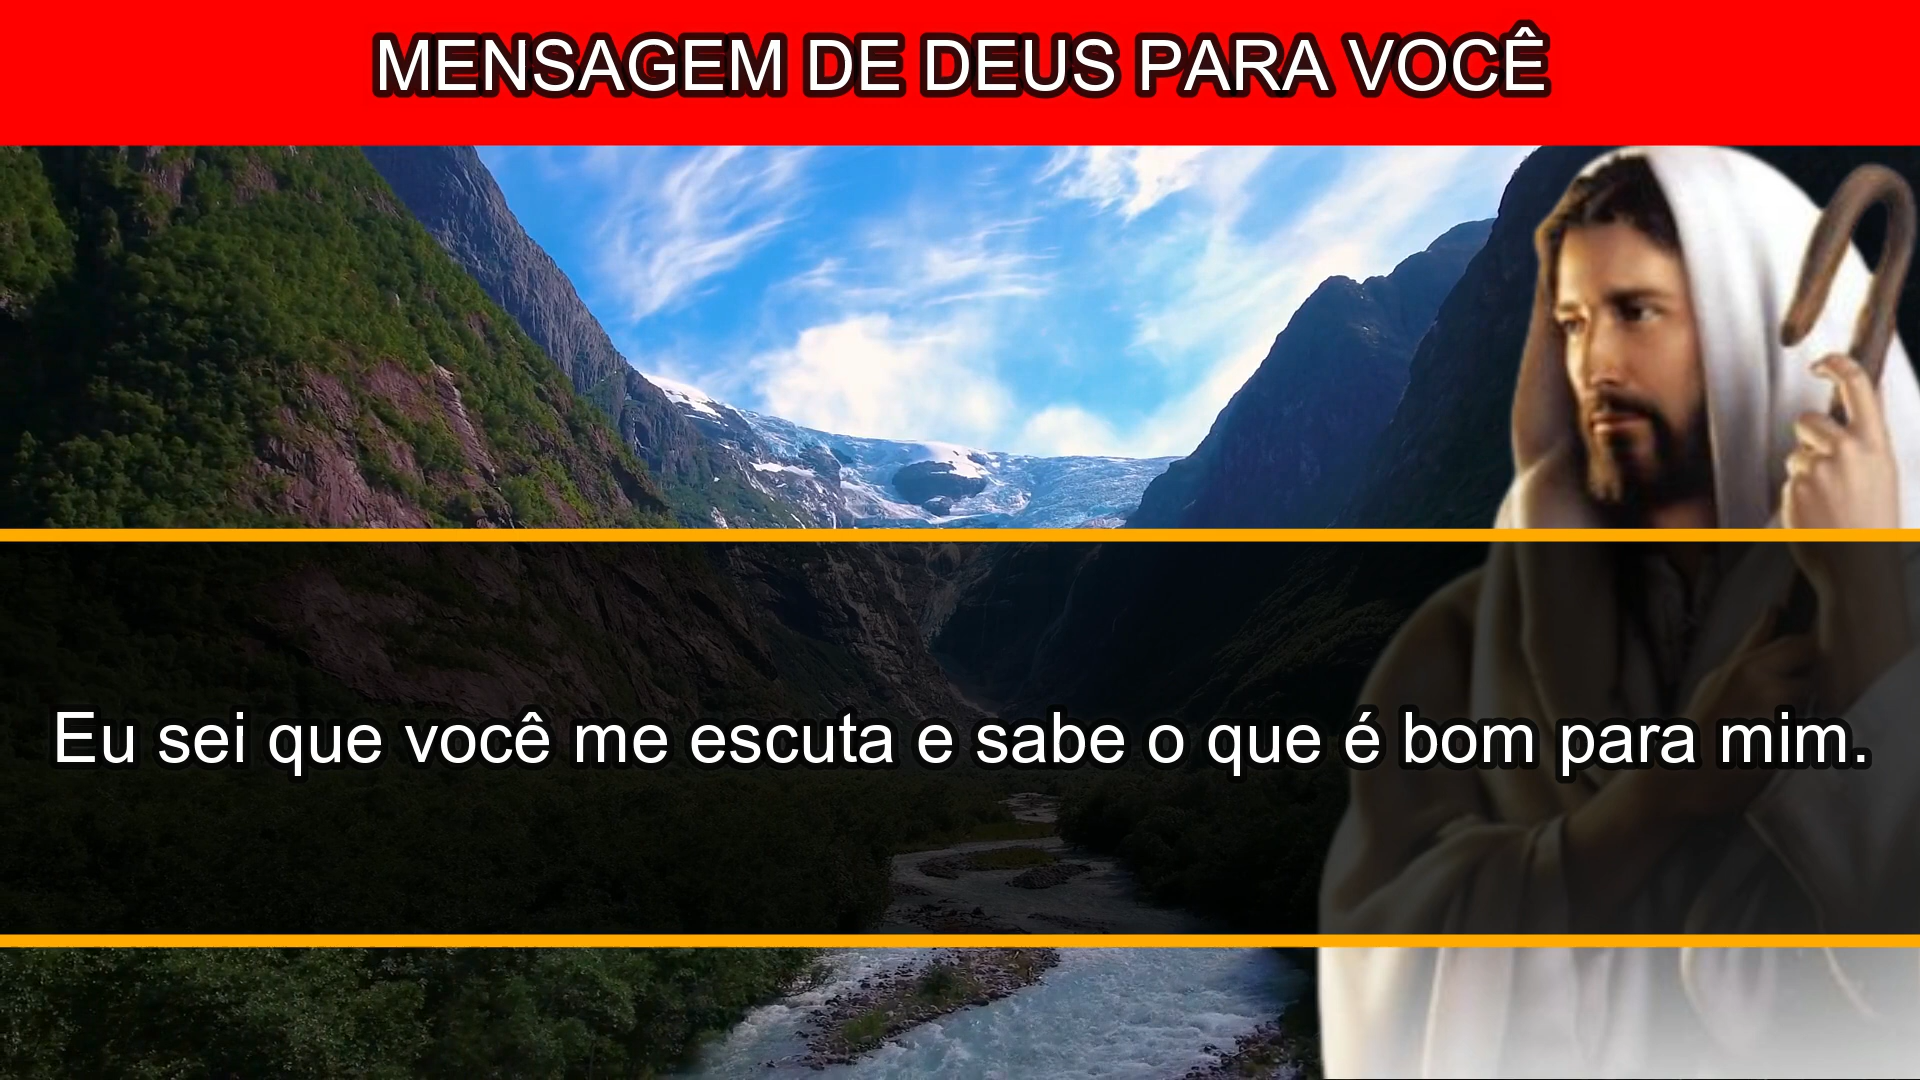 MENSAGEM DE DEUS PARA VOCÊ
Eu sei que você me escuta e sabe o que é bom para mim.